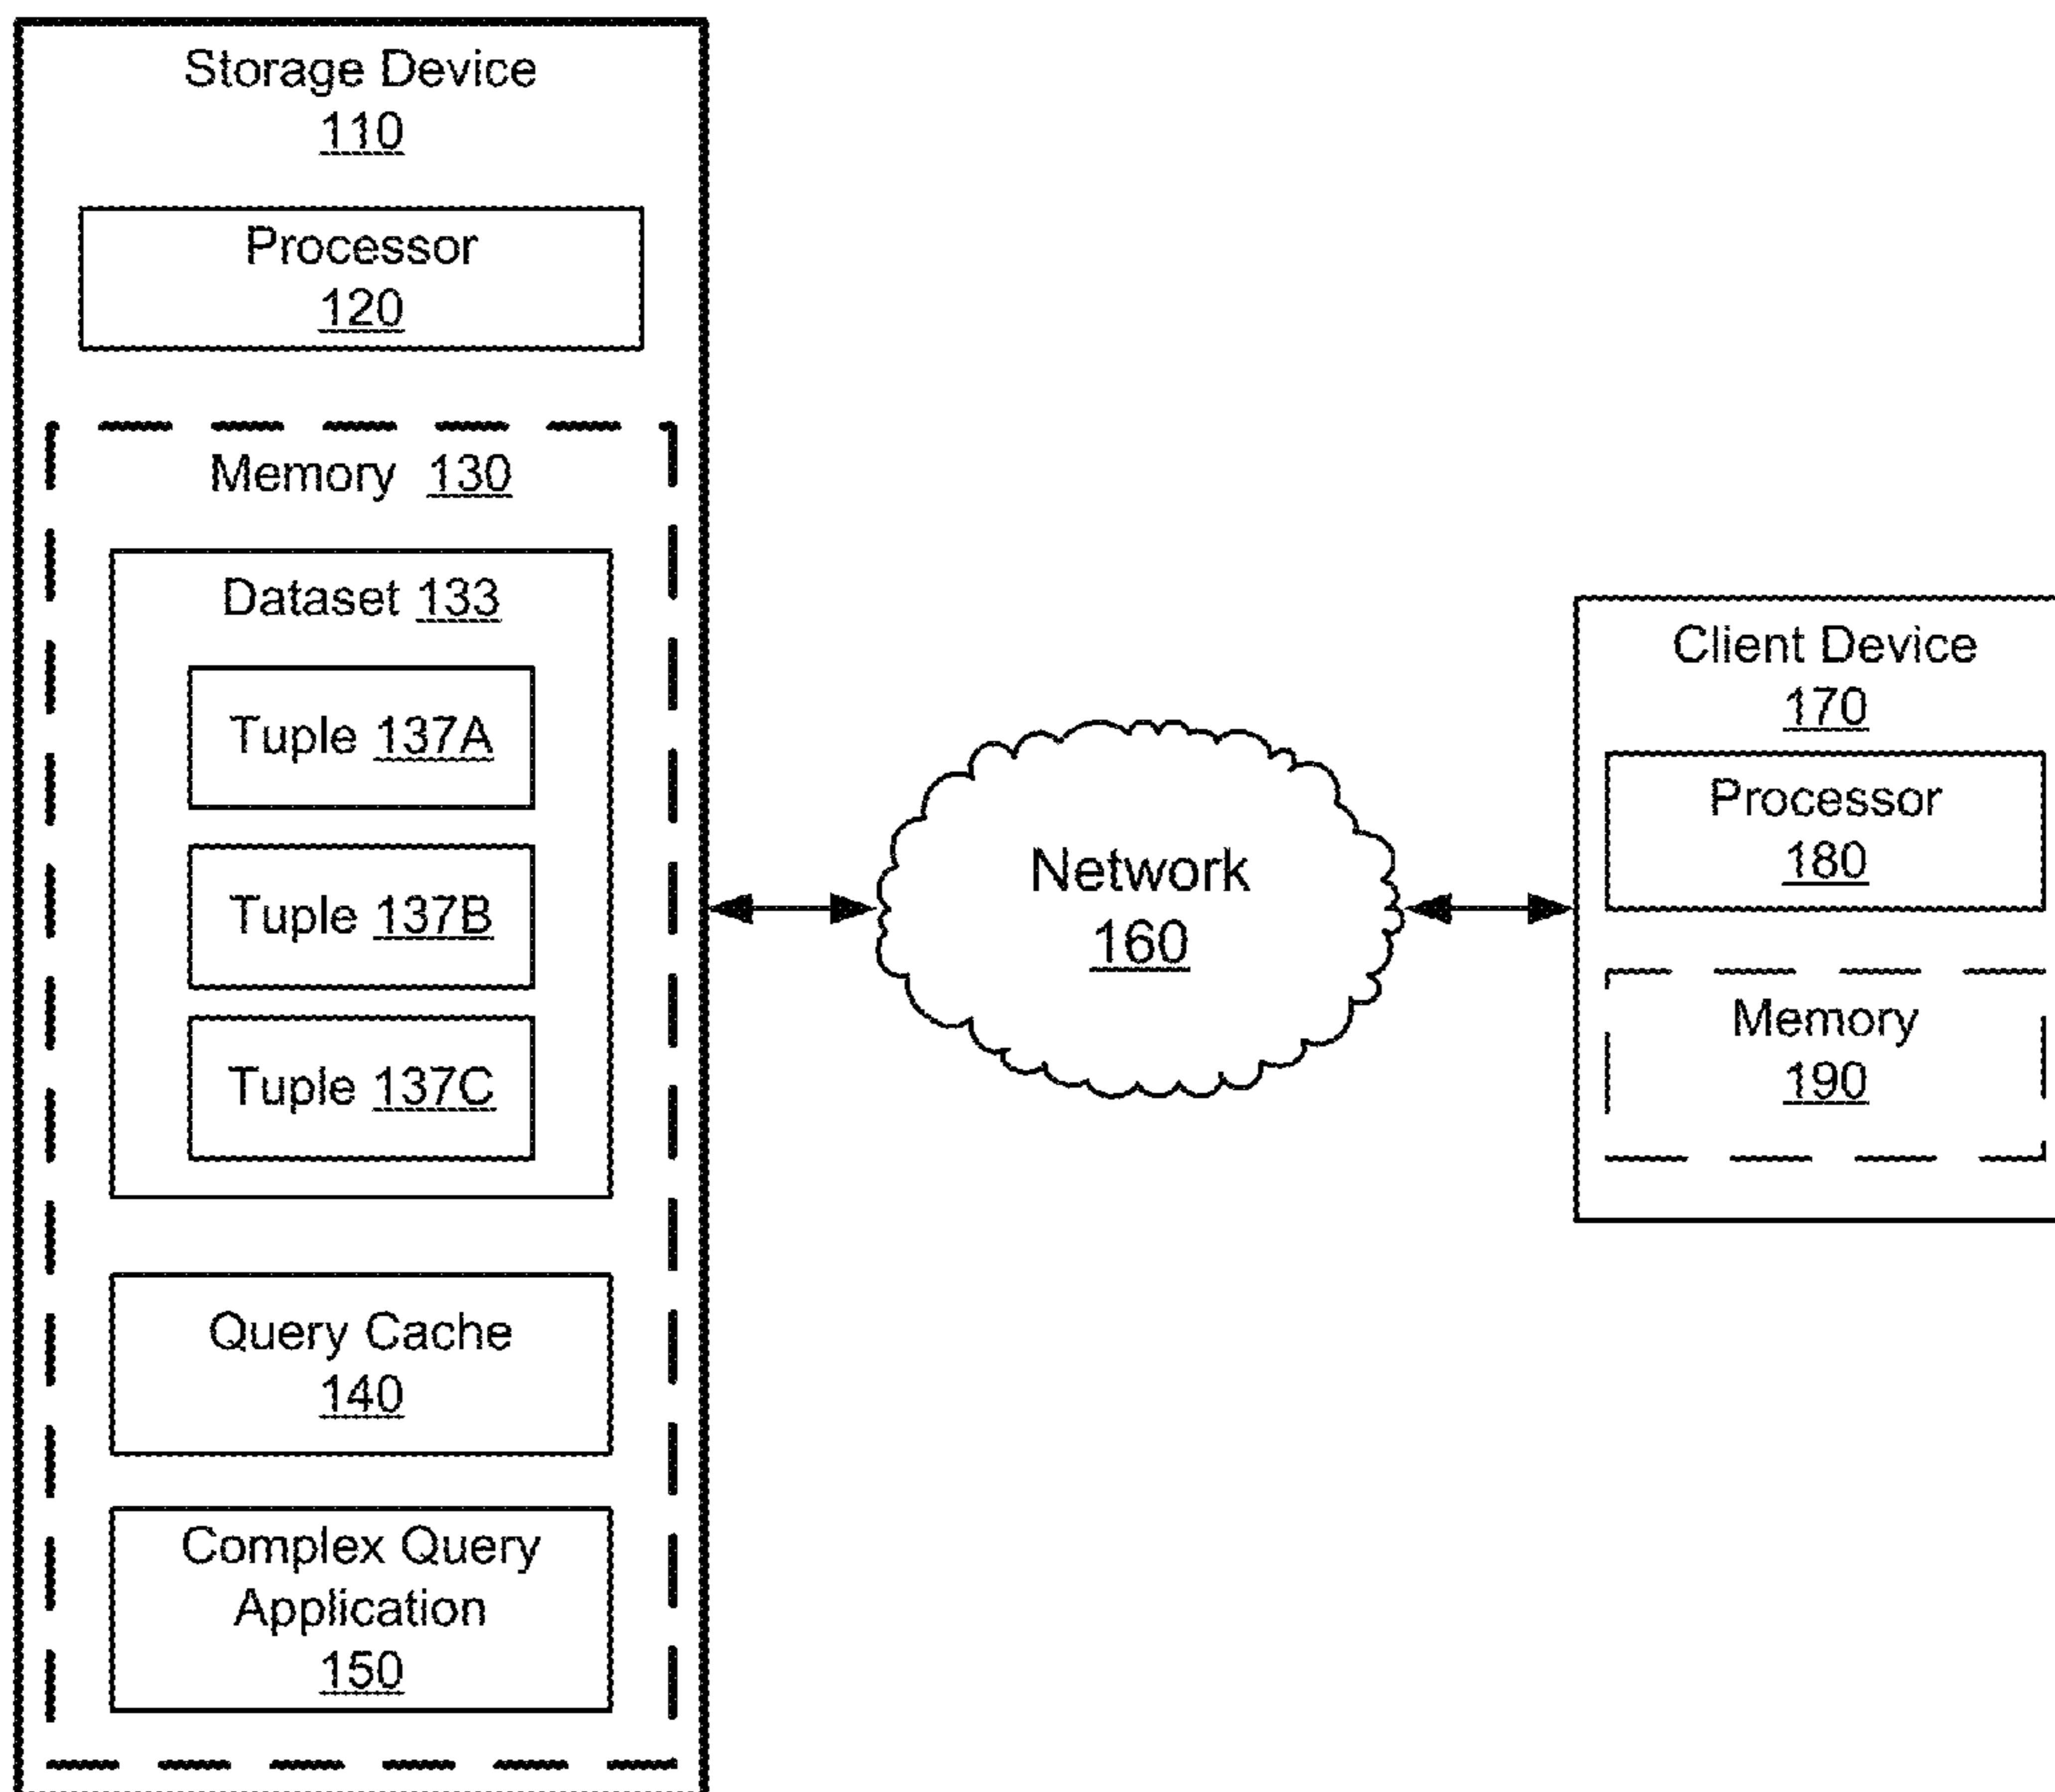 Storage Device
110
Processor
120
Memory 130
Dataset 133
Tuple 137A
Tuple 137B
Tuple 137C
Query Cache
140
Complex Query
Application
150
Network
160
Client Device
170
Processor
180
Memory
190